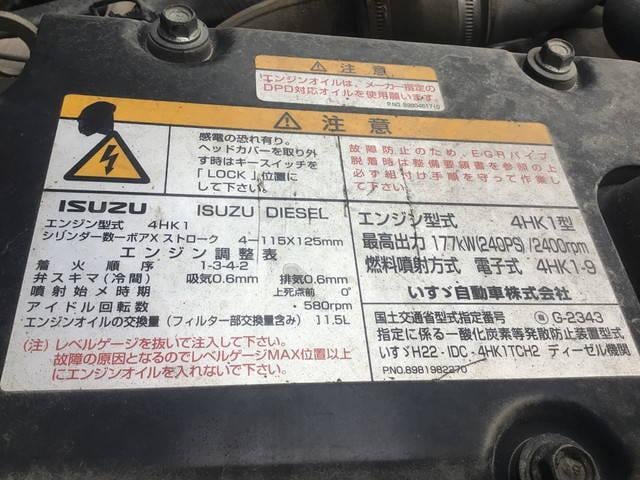 注意
エンジンオイルは、メーカー指定の
DPD対応オイルを使用願います。
P.NO.8980461710
注意
感電の恐れ有り。
ヘッドカバーを取り外
す時はキースイッチを
「LOCK」位置に
してください。
故障防止のため、EGRパイプ
脱着時は整備要領書を参照の上
必ず組付け手順を守って作業し
て下さい。
ISUZU ISUZU DIESEL
エンジン型式 4HK1
シリンダー数ーボアXストローク 4ー115X125mm
エンジン調整表
着火順序 1-3-4-2
弁スキマ(冷間) 吸気0.6mm 排気0.6mm
噴射始メ時期 上死点前 0°
アイドル回転数 580rpm
エンジンオイルの交換量(フィルター部交換量含み) 11.5L
(注)レベルゲージを抜いて注入して下さい。
故障の原因となるのでレベルゲージMAX位置以上
にエンジンオイルを入れないで下さい。
エンジン型式 4HK1型
最高出力 177kW(240PS)/2400rpm
燃料噴射方式 電子式 4HK1-9
いすゞ自動車株式会社
国土交通省型式指定番号 G-2343
指定に係る一酸化炭素等発散防止装置型式
いすゞH22・IDC・4HK1TCH2 ディーゼル機関
P.NO.8981982270